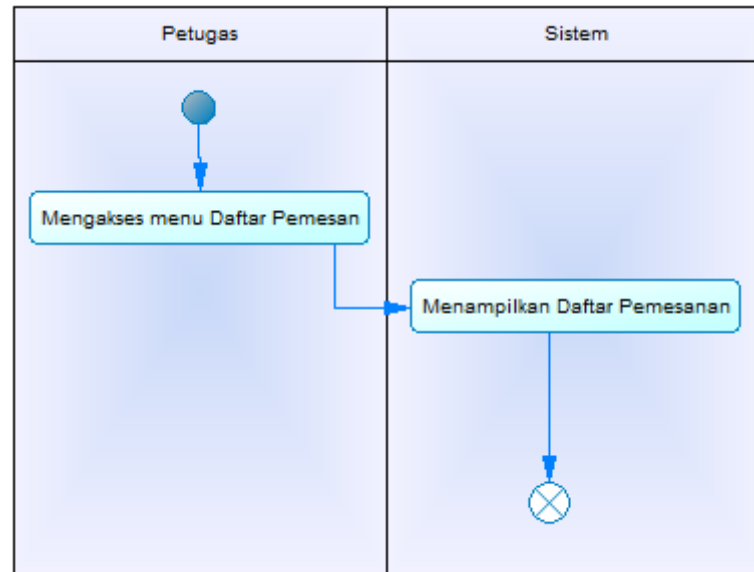 Petugas
Sistem
Mengakses menu Daftar Pemesan
Menampilkan Daftar Pemesanan